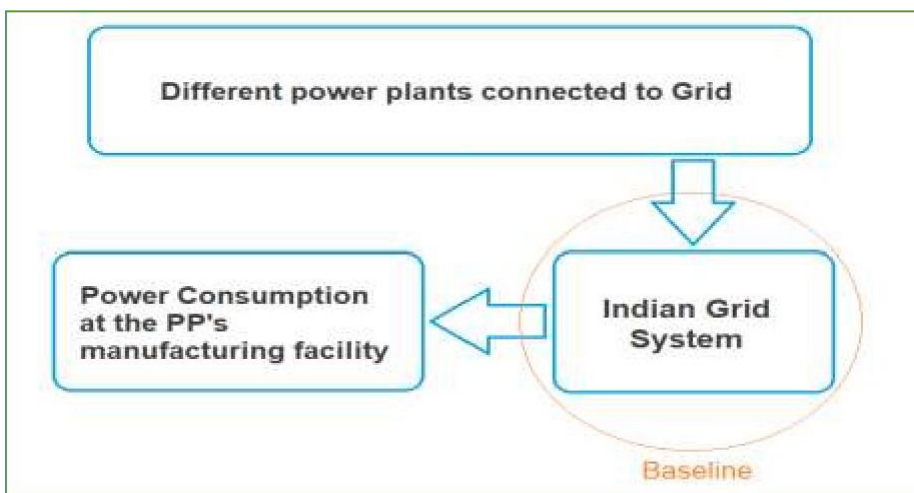 Different power plants connected to Grid
Power Consumption
at the PP's
manufacturing facility
Indian Grid
System
Baseline